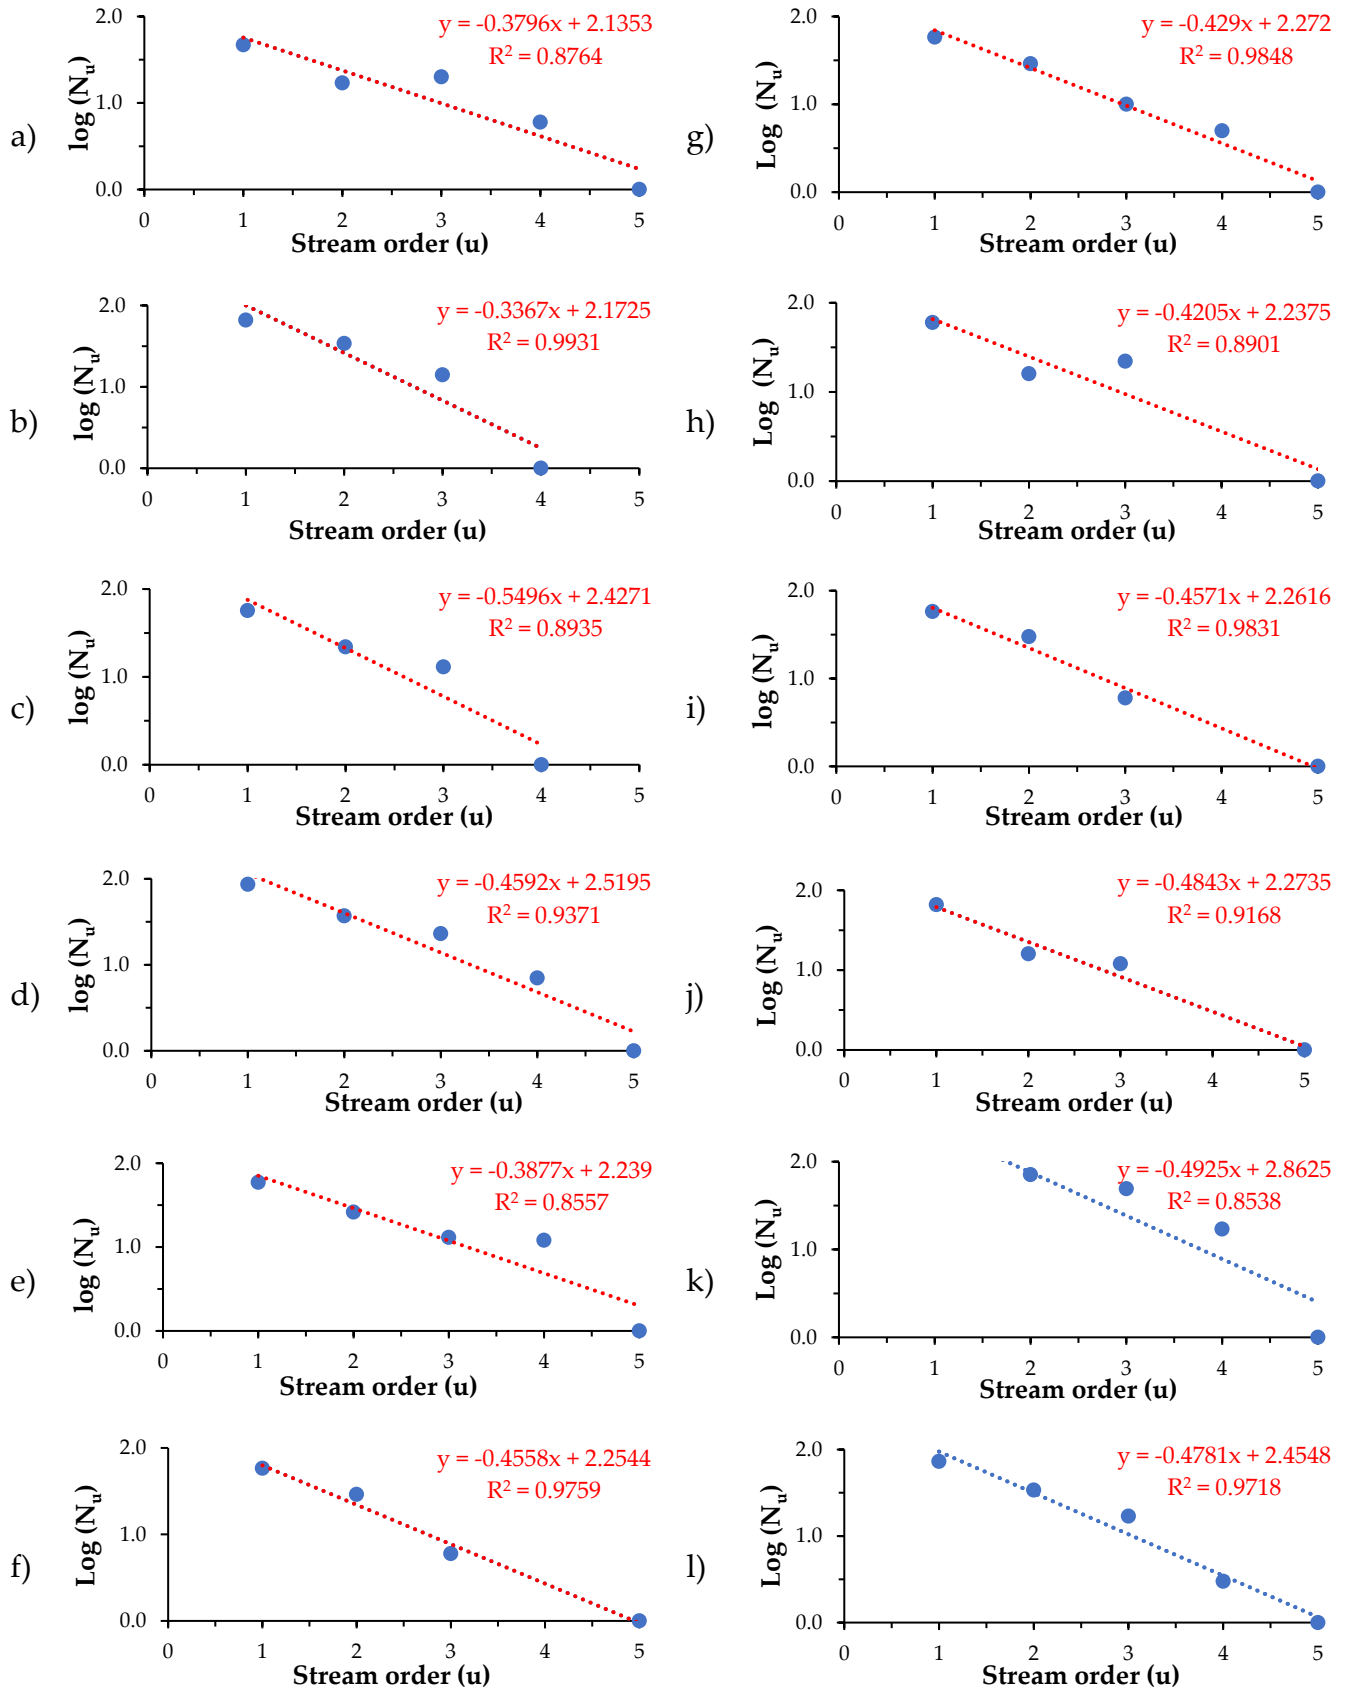 a)
log (Nu)
2.0
1.0
0.0
y = -0.3796x + 2.1353
R² = 0.8764
0 1 2 3 4 5
Stream order (u)
g)
Log (Nu)
2.0
1.0
0.0
y = -0.429x + 2.272
R² = 0.9848
0 1 2 3 4 5
Stream order (u)
b)
log (Nu)
2.0
1.0
0.0
y = -0.3367x + 2.1725
R² = 0.9931
0 1 2 3 4 5
Stream order (u)
h)
Log (Nu)
2.0
1.0
0.0
y = -0.4205x + 2.2375
R² = 0.8901
0 1 2 3 4 5
Stream order (u)
c)
log (Nu)
2.0
1.0
0.0
y = -0.5496x + 2.4271
R² = 0.8935
0 1 2 3 4 5
Stream order (u)
i)
log (Nu)
2.0
1.0
0.0
y = -0.4571x + 2.2616
R² = 0.9831
0 1 2 3 4 5
Stream order (u)
d)
log (Nu)
2.0
1.0
0.0
y = -0.4592x + 2.5195
R² = 0.9371
0 1 2 3 4 5
Stream order (u)
j)
Log (Nu)
2.0
1.0
0.0
y = -0.4843x + 2.2735
R² = 0.9168
0 1 2 3 4 5
Stream order (u)
e)
log (Nu)
2.0
1.0
0.0
y = -0.3877x + 2.239
R² = 0.8557
0 1 2 3 4 5
Stream order (u)
k)
Log (Nu)
2.0
1.0
0.0
y = -0.4925x + 2.8625
R² = 0.8538
0 1 2 3 4 5
Stream order (u)
f)
Log (Nu)
2.0
1.0
0.0
y = -0.4558x + 2.2544
R² = 0.9759
0 1 2 3 4 5
Stream order (u)
l)
Log (Nu)
2.0
1.0
0.0
y = -0.4781x + 2.4548
R² = 0.9718
0 1 2 3 4 5
Stream order (u)